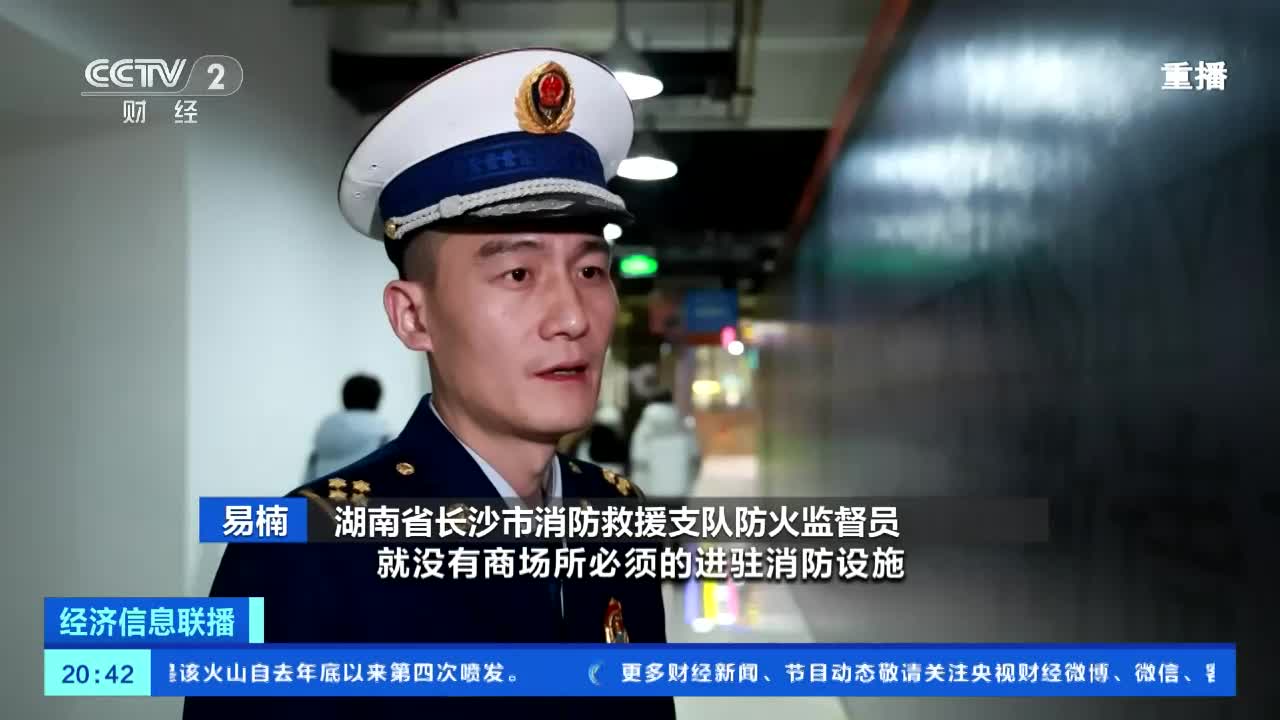 CCTV 2
财经
重播
易楠 湖南省长沙市消防救援支队防火监督员
就没有商场所必须的进驻消防设施
经济信息联播
20:42 该火山自去年底以来第四次喷发。 更多财经新闻、节目动态敬请关注央视财经微博、微信、